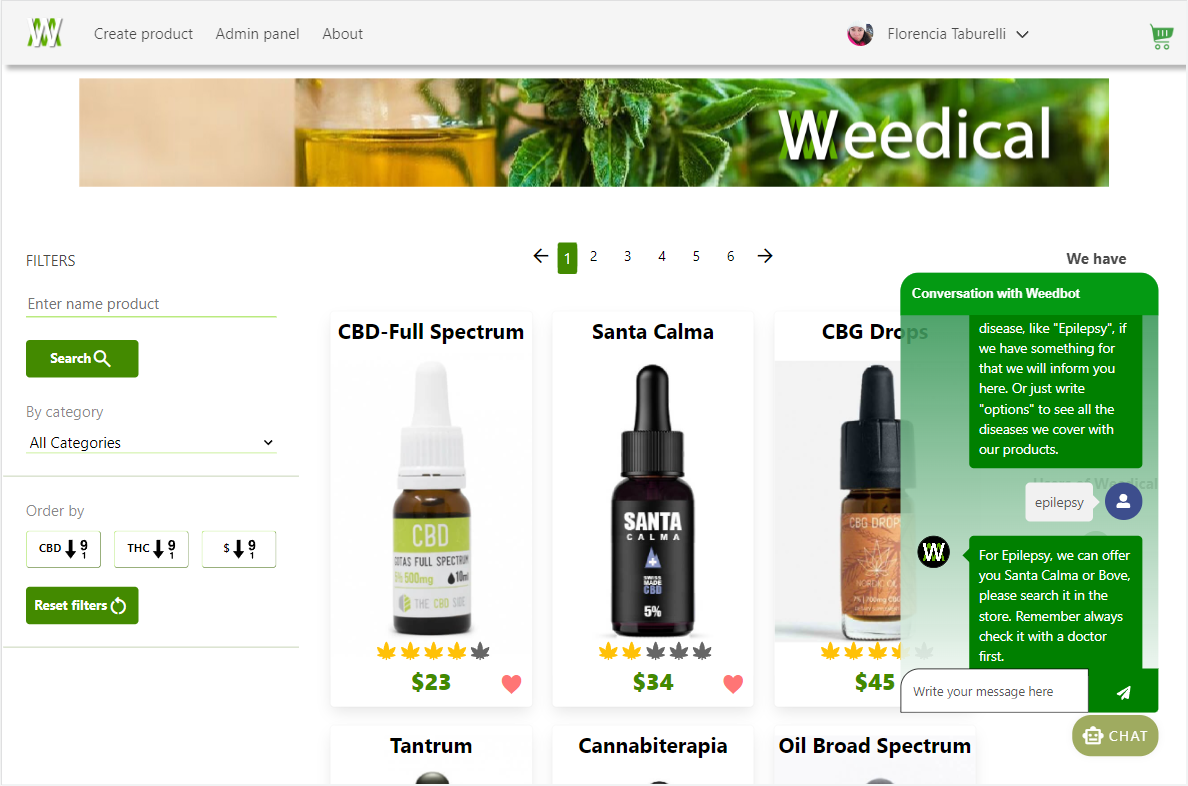 W
Create product
Admin panel
About
Florencia Taburelli
Weedical
FILTERS
Enter name product
Search
By category
All Categories
Order by
CBD 9 1
THC 9 1
$ 9 1
Reset filters
1 2 3 4 5 6
We have
CBD-Full Spectrum
CBD
GOTAS FULL SPECTRUM
5% 500mg 10ml
THE CBD SIDE
$23
Santa Calma
SANTA
CALMA
SWISS
MADE
CBD
5%
$34
CBG Drops
CBG DROPS
NORDIC OIL
$45
Tantrum
Cannabiterapia
Oil Broad Spectrum
Conversation with Weedbot
disease, like "Epilepsy", if
we have something for
that we will inform you
here. Or just write
"options" to see all the
diseases we cover with
our products.
of Weedical
epilepsy
W
For Epilepsy, we can offer
you Santa Calma or Bove,
please search it in the
store. Remember always
check it with a doctor
first.
Write your message here
CHAT